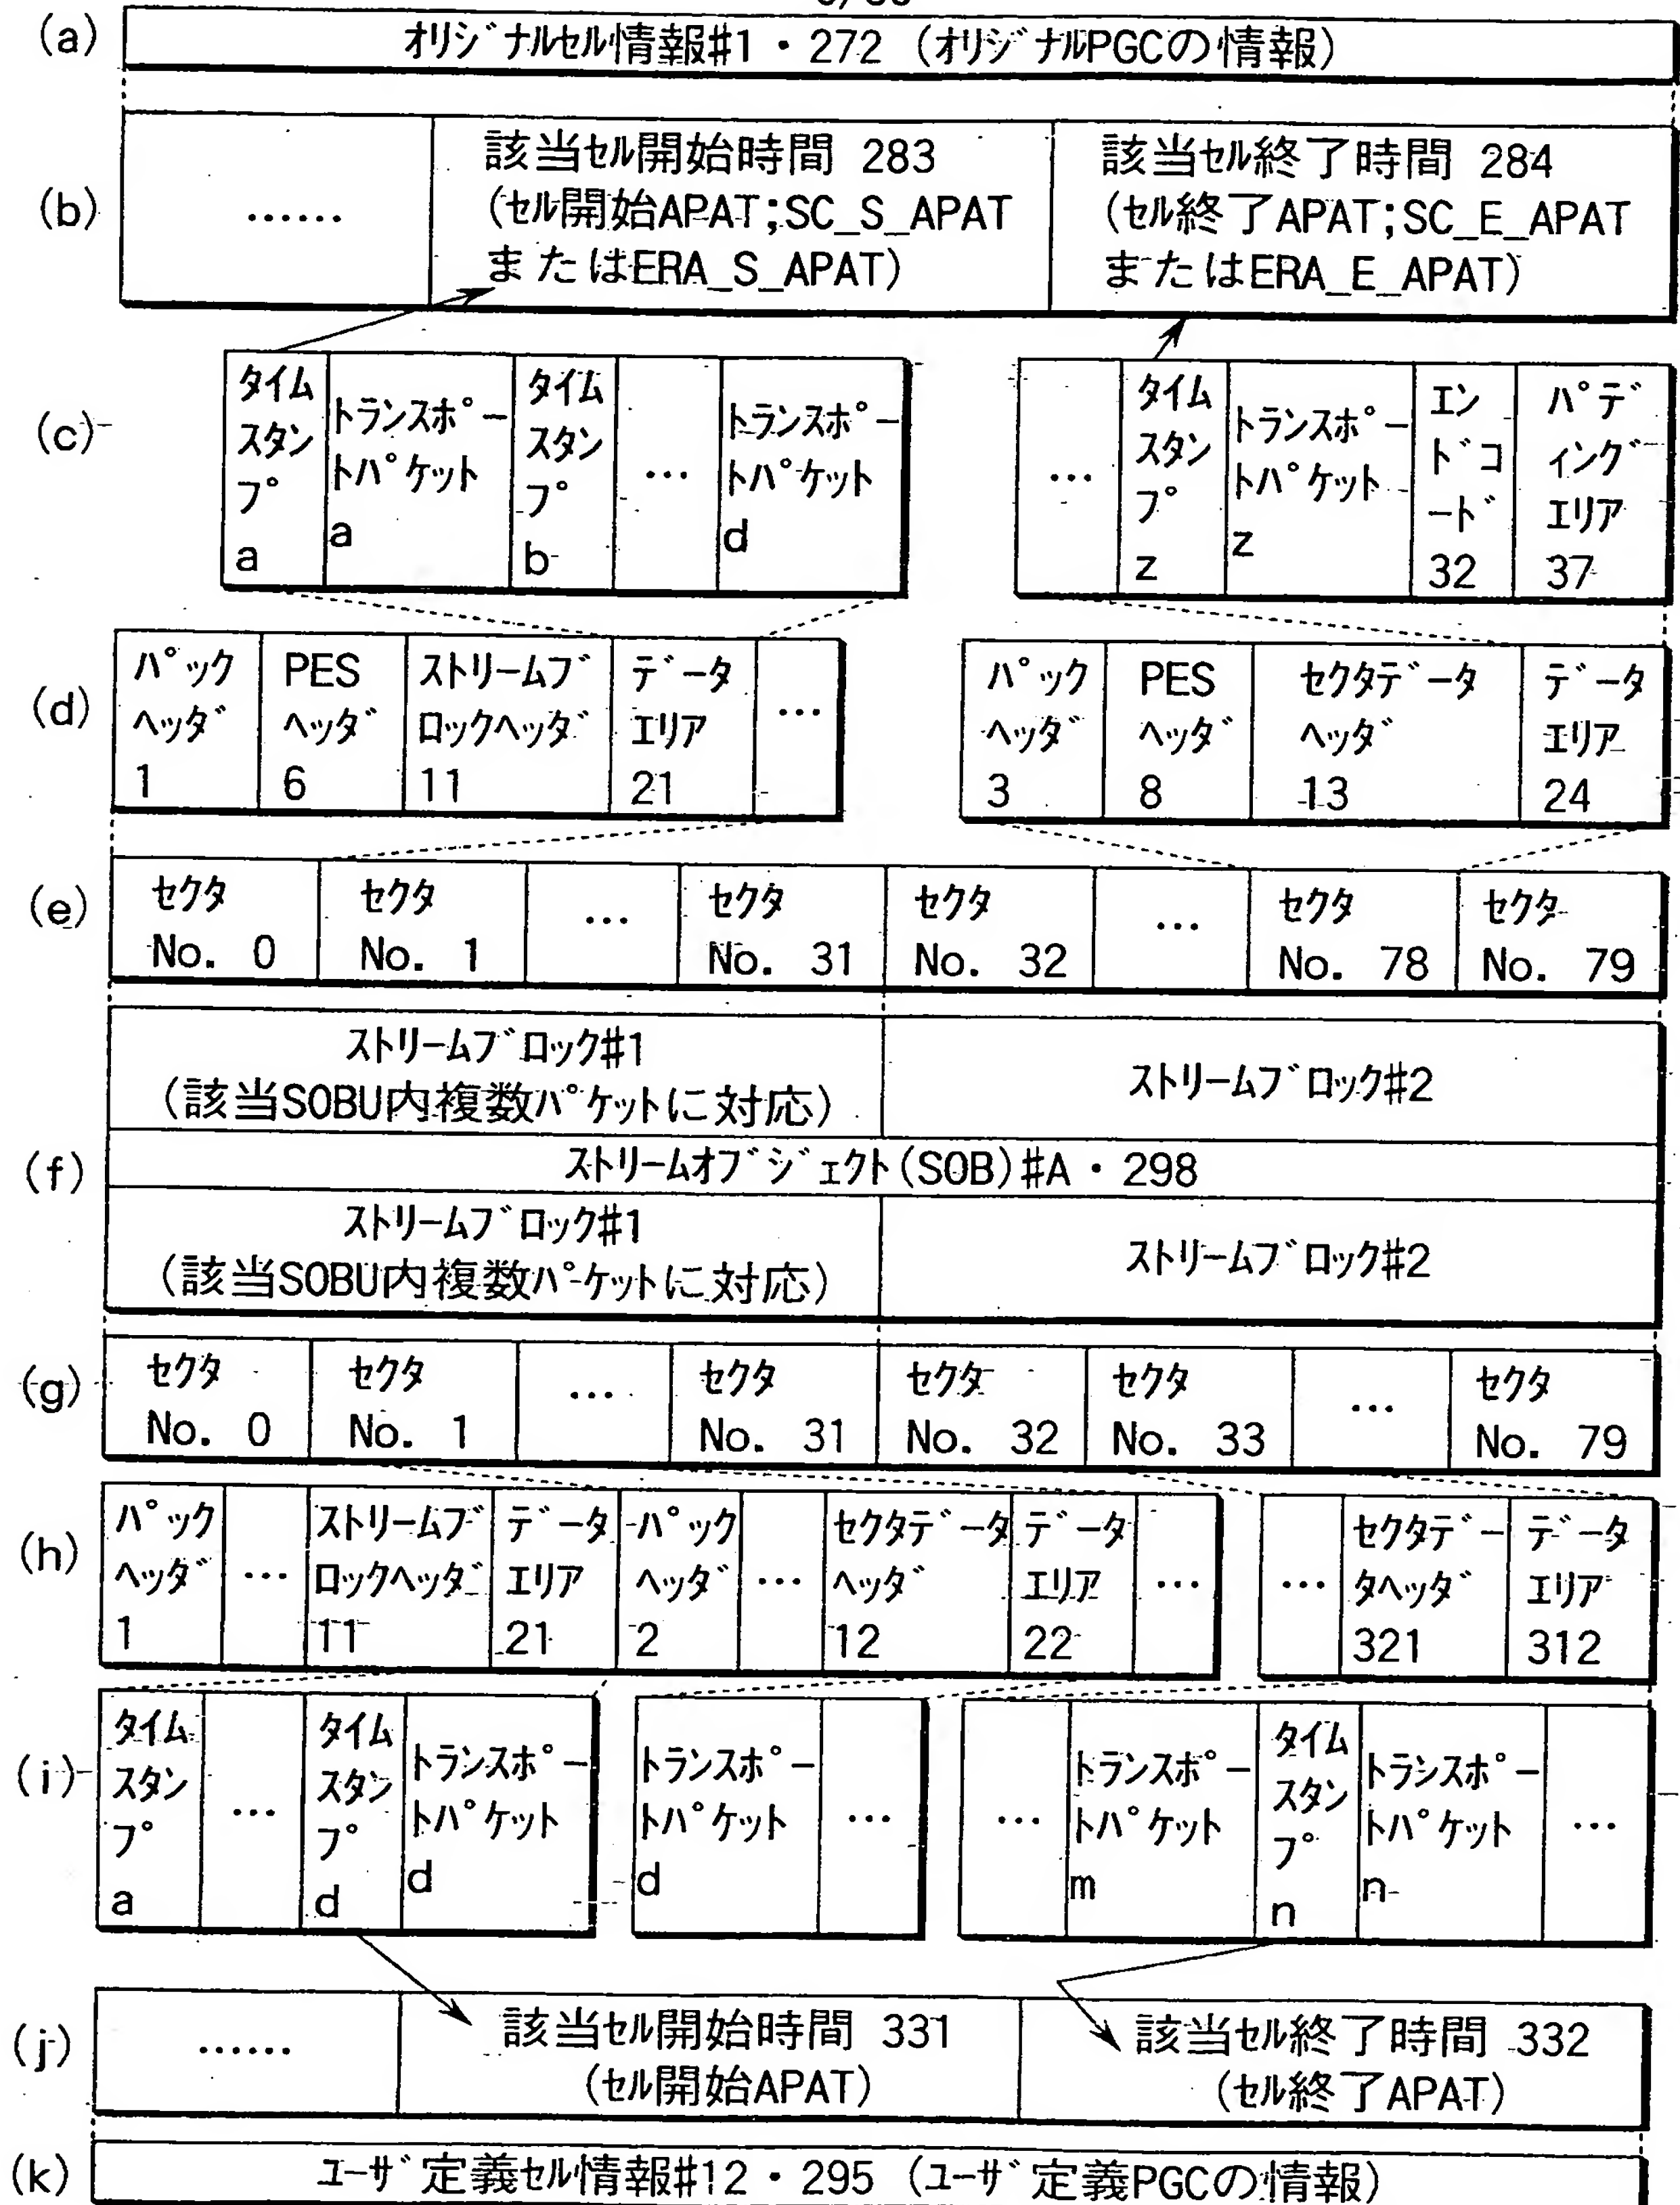 (a)
オリジナルセル情報#1・272 (オリジナルPGCの情報)
(b)
……
該当セル開始時間 283
(セル開始APAT;SC_S_APAT
またはERA_S_APAT)
該当セル終了時間 284
(セル終了APAT;SC_E_APAT
またはERA_E_APAT)
(c)
タイム
スタン
プ
a
トランスポー
トパケット
a
タイム
スタン
プ
b
…
トランスポー
トパケット
d
…
タイム
スタン
プ
z
トランスポー
トパケット
z
エン
ドコ
ード
32
パデ
ィング
エリア
37
(d)
パック
ヘッダ
1
PES
ヘッダ
6
ストリームブ
ロックヘッダ
11
データ
エリア
21
…
パック
ヘッダ
3
PES
ヘッダ
8
セクタデータ
ヘッダ
13
データ
エリア
24
(e)
セクタ
No. 0
セクタ
No. 1
…
セクタ
No. 31
セクタ
No. 32
…
セクタ
No. 78
セクタ
No. 79
(f)
ストリームブロック#1
(該当SOBU内複数パケットに対応)
ストリームブロック#2
ストリームオブジェクト(SOB)#A・298
ストリームブロック#1
(該当SOBU内複数パケットに対応)
ストリームブロック#2
(g)
セクタ
No. 0
セクタ
No. 1
…
セクタ
No. 31
セクタ
No. 32
セクタ
No. 33
…
セクタ
No. 79
(h)
パック
ヘッダ
1
…
ストリームブ
ロックヘッダ
11
データ
エリア
21
パック
ヘッダ
2
…
セクタデータ
ヘッダ
12
データ
エリア
22
…
…
セクタデー
タヘッダ
321
データ
エリア
312
(i)
タイム
スタン
プ
a
…
タイム
スタン
プ
d
トランスポー
トパケット
d
トランスポー
トパケット
d
…
…
トランスポー
トパケット
m
タイム
スタン
プ
n
トランスポー
トパケット
n
…
(j)
……
該当セル開始時間 331
(セル開始APAT)
該当セル終了時間 332
(セル終了APAT)
(k)
ユーザ定義セル情報#12・295 (ユーザ定義PGCの情報)